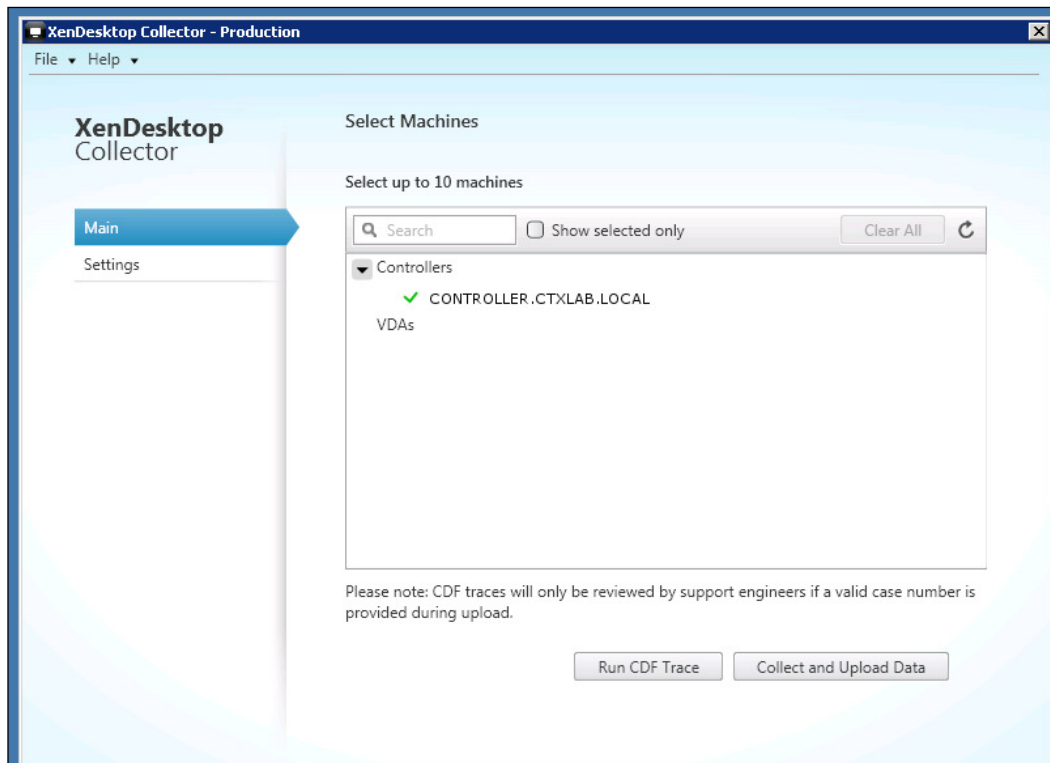 XenDesktop Collector - Production
File Help
XenDesktop
Collector
Main
Settings
Select Machines
Select up to 10 machines
Search Show selected only Clear All
Controllers
CONTROLLER.CTXLAB.LOCAL
VDAs
Please note: CDF traces will only be reviewed by support engineers if a valid case number is
provided during upload.
Run CDF Trace Collect and Upload Data